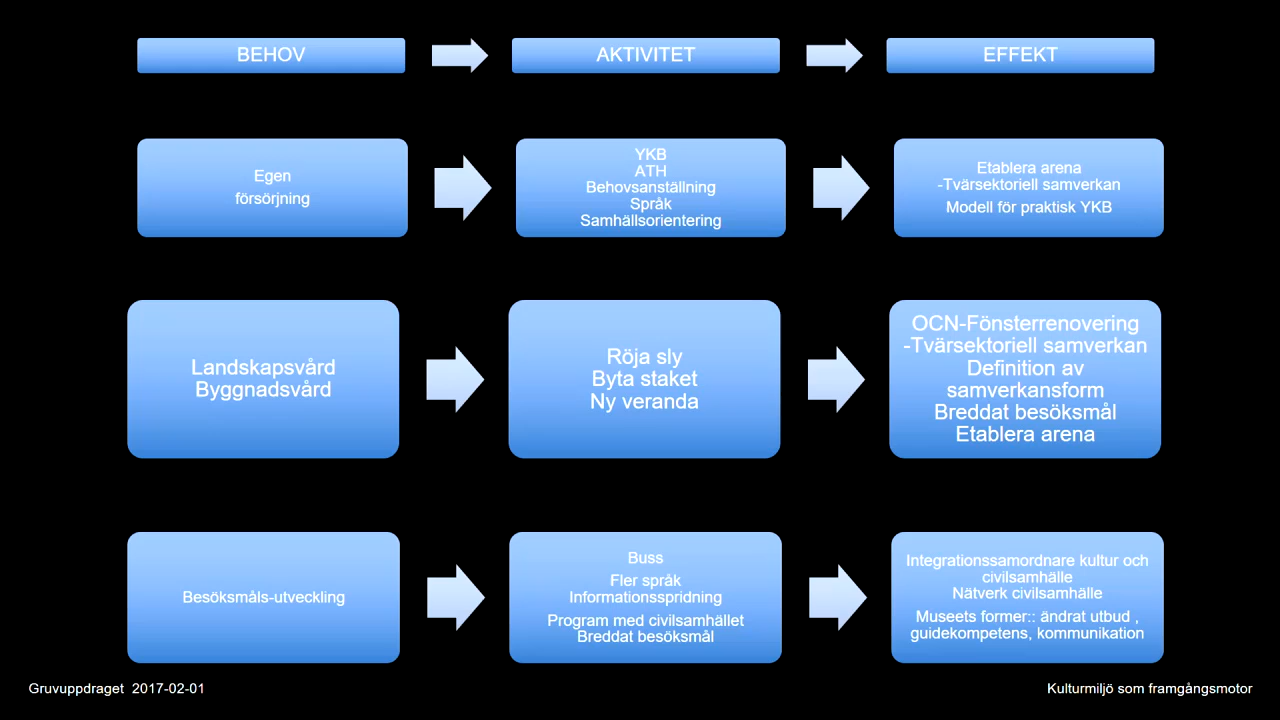 BEHOV
AKTIVITET
EFFEKT
Egen
försörjning
YKB
ATH
Behovsanställning
Språk
Samhällsorientering
Etablera arena
-Tvärsektoriell samverkan
Modell för praktisk YKB
Landskapsvård
Byggnadsvård
Röja sly
Byta staket
Ny veranda
OCN-Fönsterrenovering
-Tvärsektoriell samverkan
Definition av
samverkansform
Breddat besöksmål
Etablera arena
Besöksmåls-utveckling
Buss
Fler språk
Informationsspridning
Program med civilsamhället
Breddat besöksmål
Integrationssamordnare kultur och
civilsamhälle
Nätverk civilsamhälle
Museets former:: ändrat utbud ,
guidekompetens, kommunikation
Gruvuppdraget  2017-02-01
Kulturmiljö som framgångsmotor